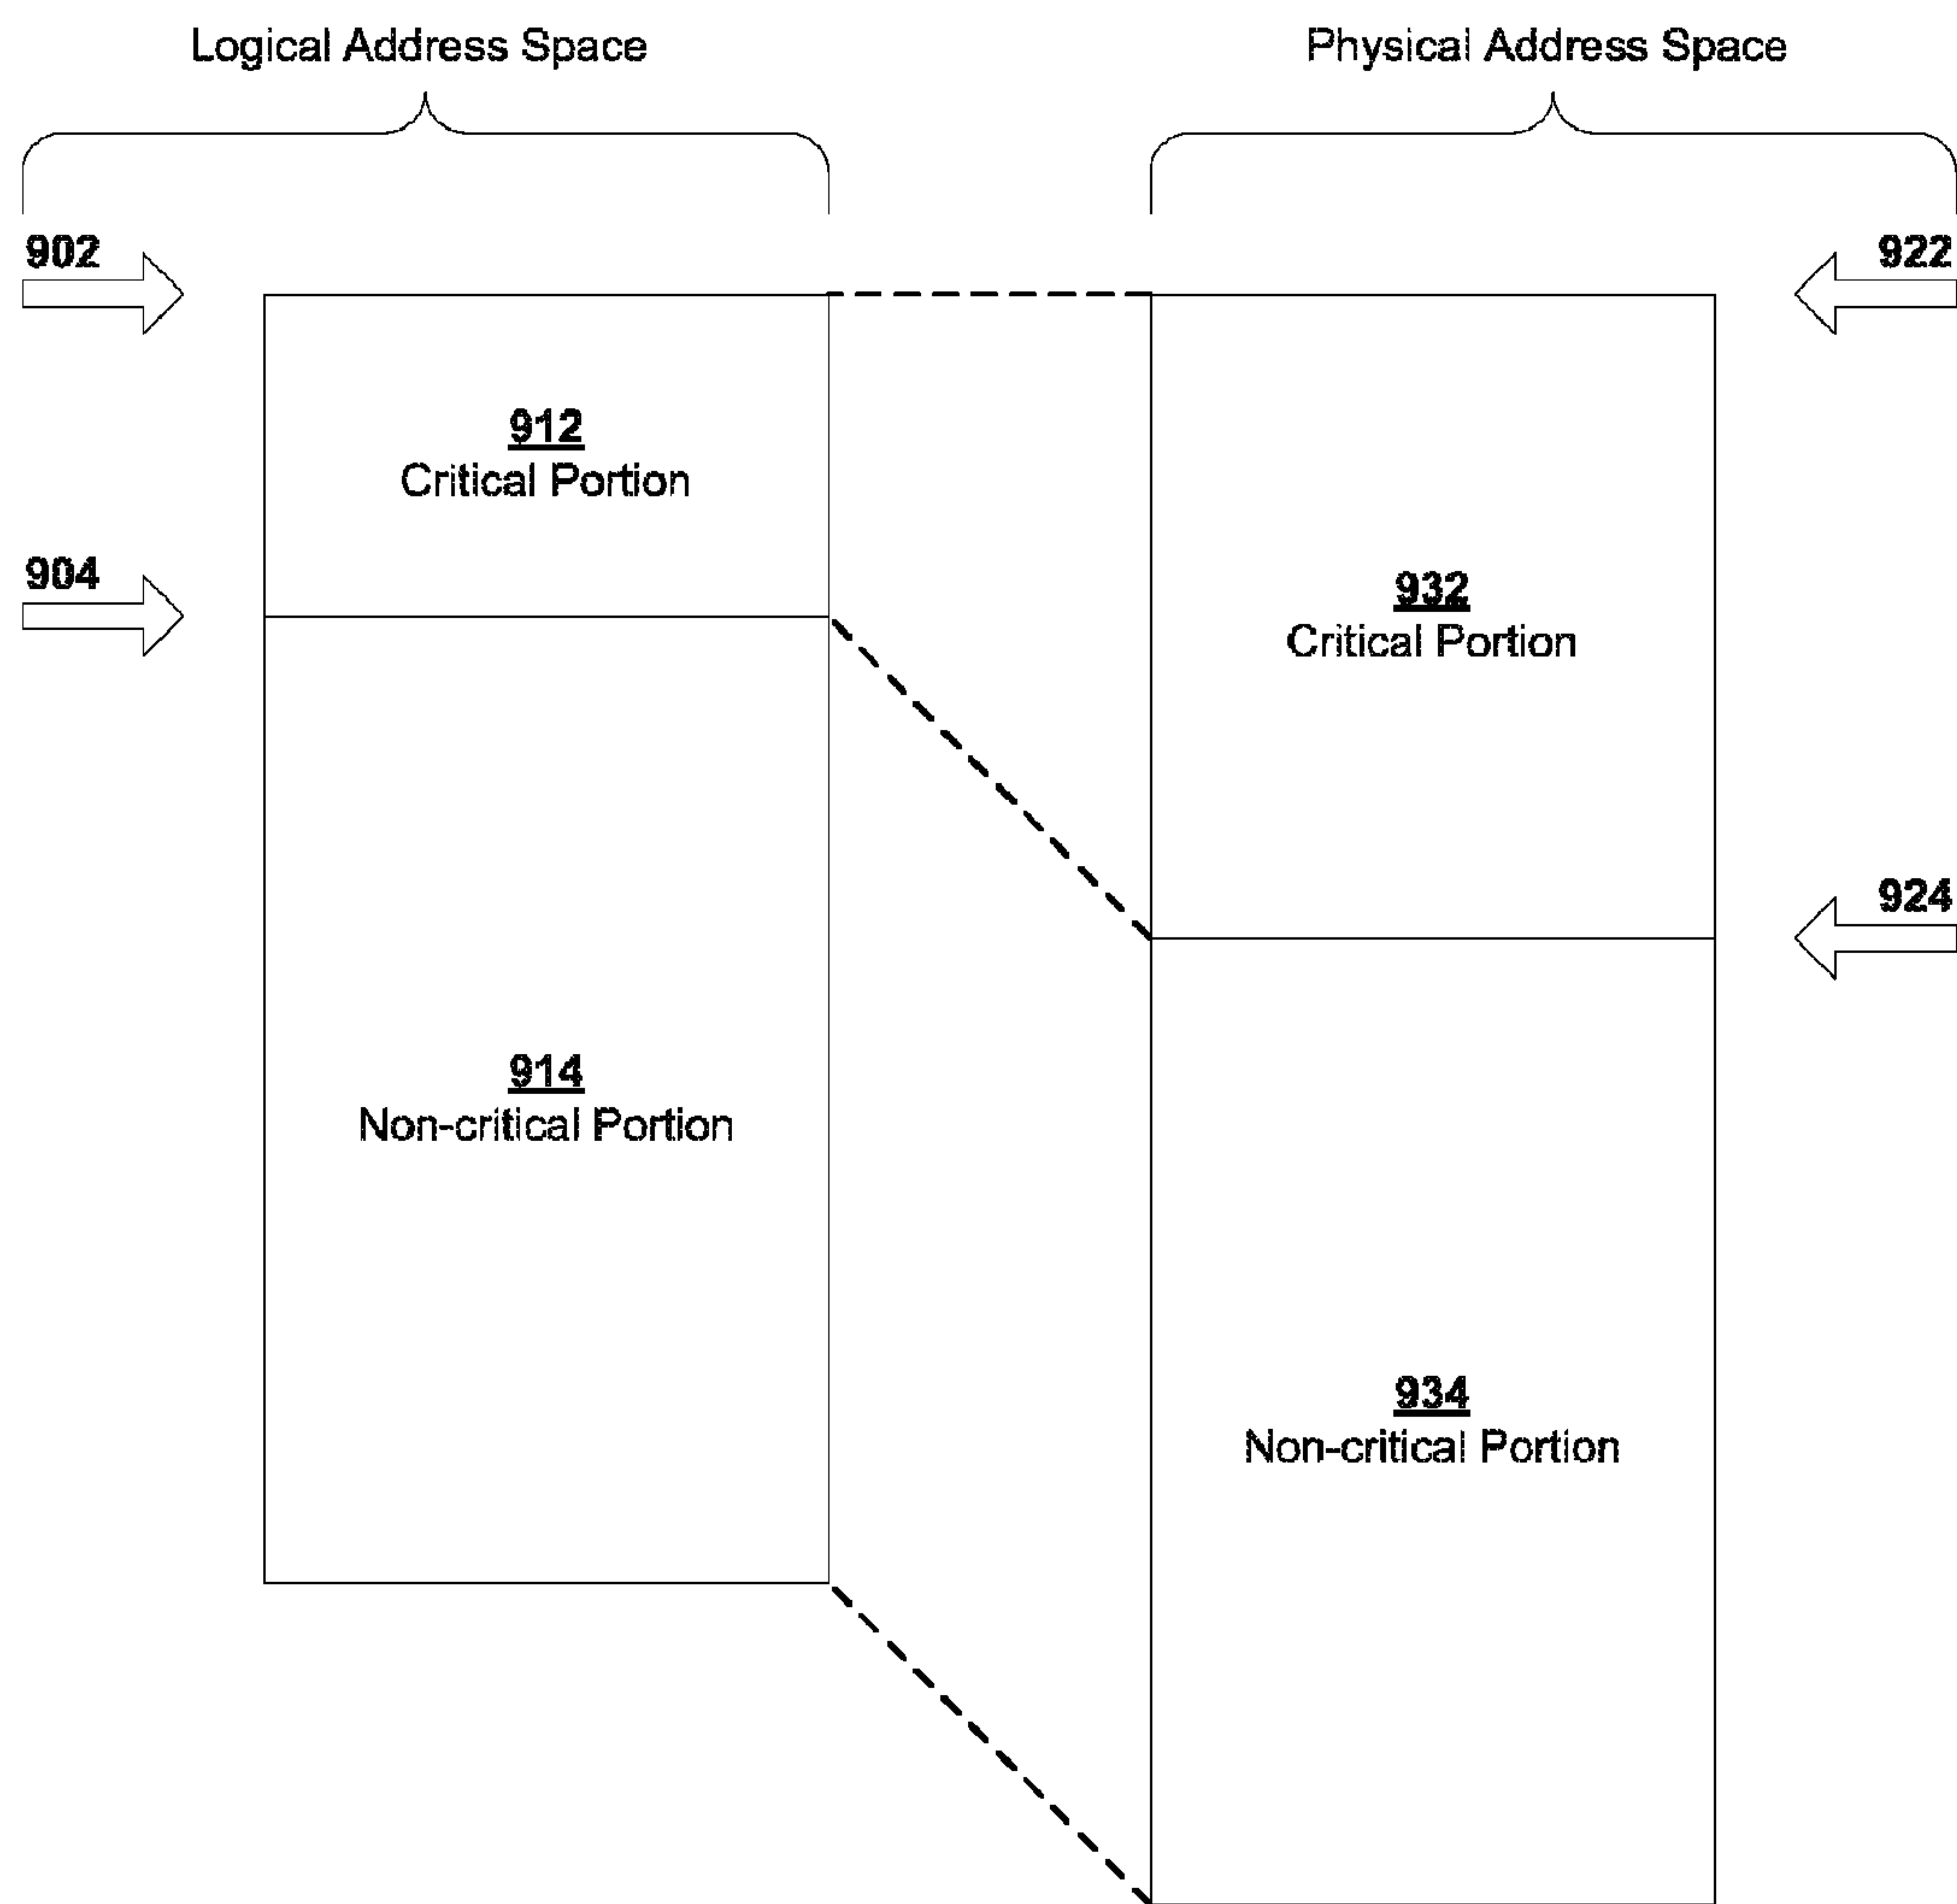 Logical Address Space
Physical Address Space
902
922
912
Critical Portion
904
932
Critical Portion
924
914
Non-critical Portion
934
Non-critical Portion